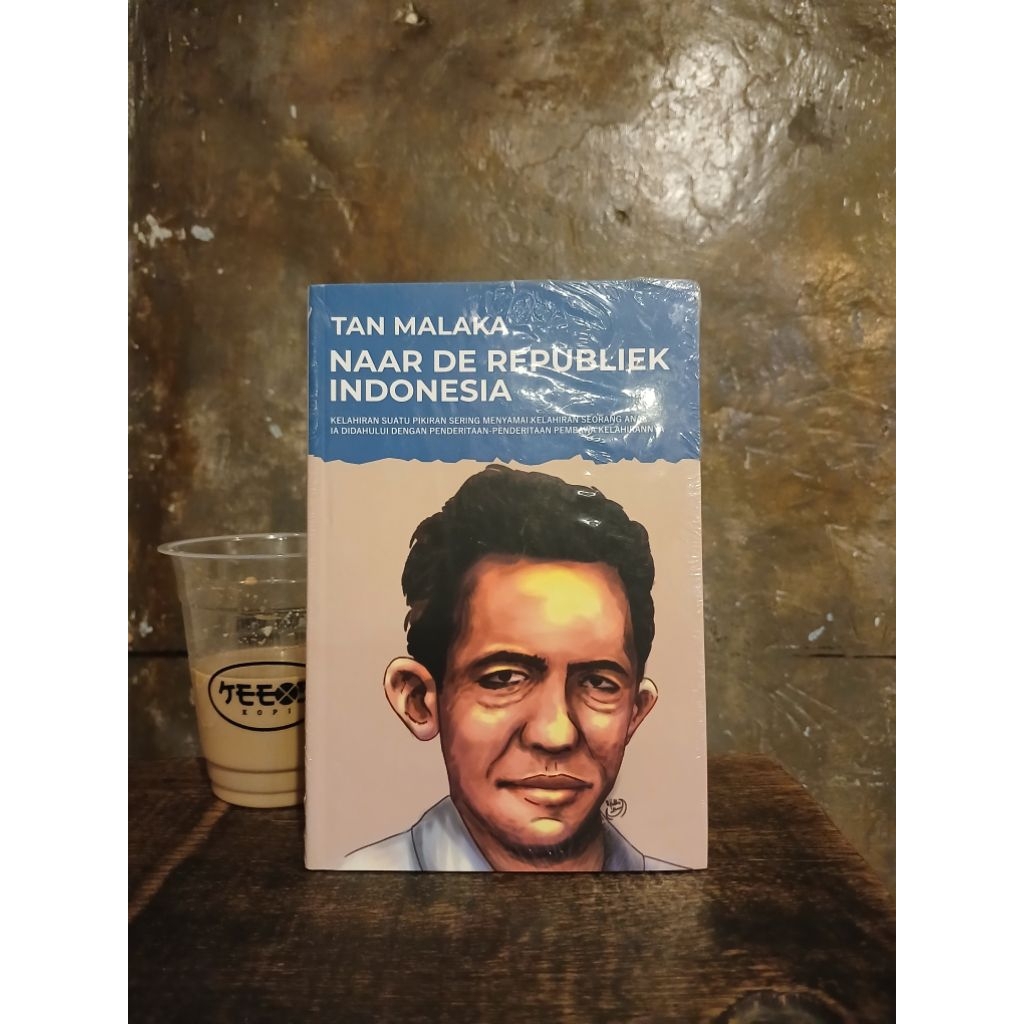 TAN MALAKA
NAAR DE REPUBLIEK
INDONESIA
KELAHIRAN SUATU PIKIRAN SERING MENYAMAI KELAHIRAN SEORANG ANAK
IA DIDAHULUI DENGAN PENDERITAAN-PENDERITAAN PEMBAWA KELAHIRANNYA
KOPI